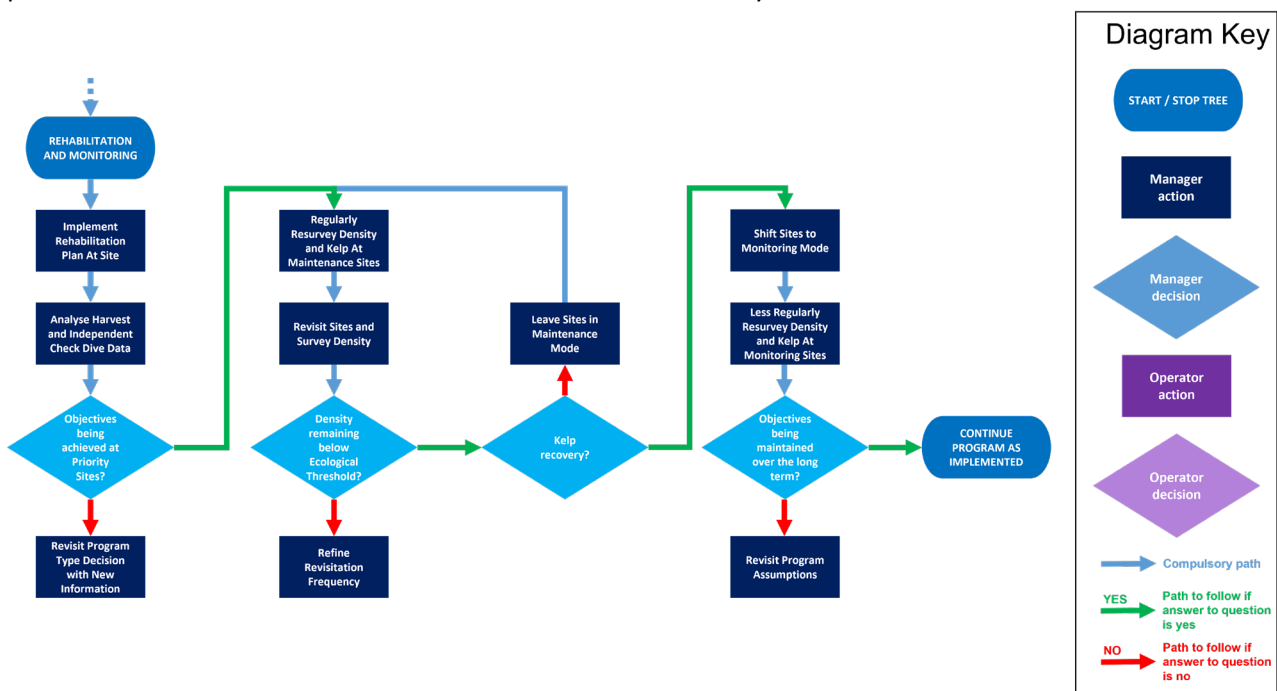 REHABILITATION
AND MONITORING
Implement
Rehabilitation
Plan At Site
Analyse Harvest
and Independent
Check Dive Data
Objectives
being
achieved at
Priority
Sites?
Revisit Program
Type Decision
with New
Information
Regularly
Resurvey Density
and Kelp At
Maintenance Sites
Revisit Sites and
Survey Density
Density
remaining
below
Ecological
Threshold?
Refine
Revisitation
Frequency
Leave Sites in
Maintenance
Mode
Kelp
recovery?
Shift Sites to
Monitoring Mode
Less Regularly
Resurvey Density
and Kelp At
Monitoring Sites
Objectives
being
maintained
over the long
term?
Revisit Program
Assumptions
CONTINUE
PROGRAM AS
IMPLEMENTED
Diagram Key
START / STOP TREE
Manager
action
Manager
decision
Operator
action
Operator
decision
Compulsory path
YES
Path to follow if
answer to question
is yes
NO
Path to follow if
answer to question
is no